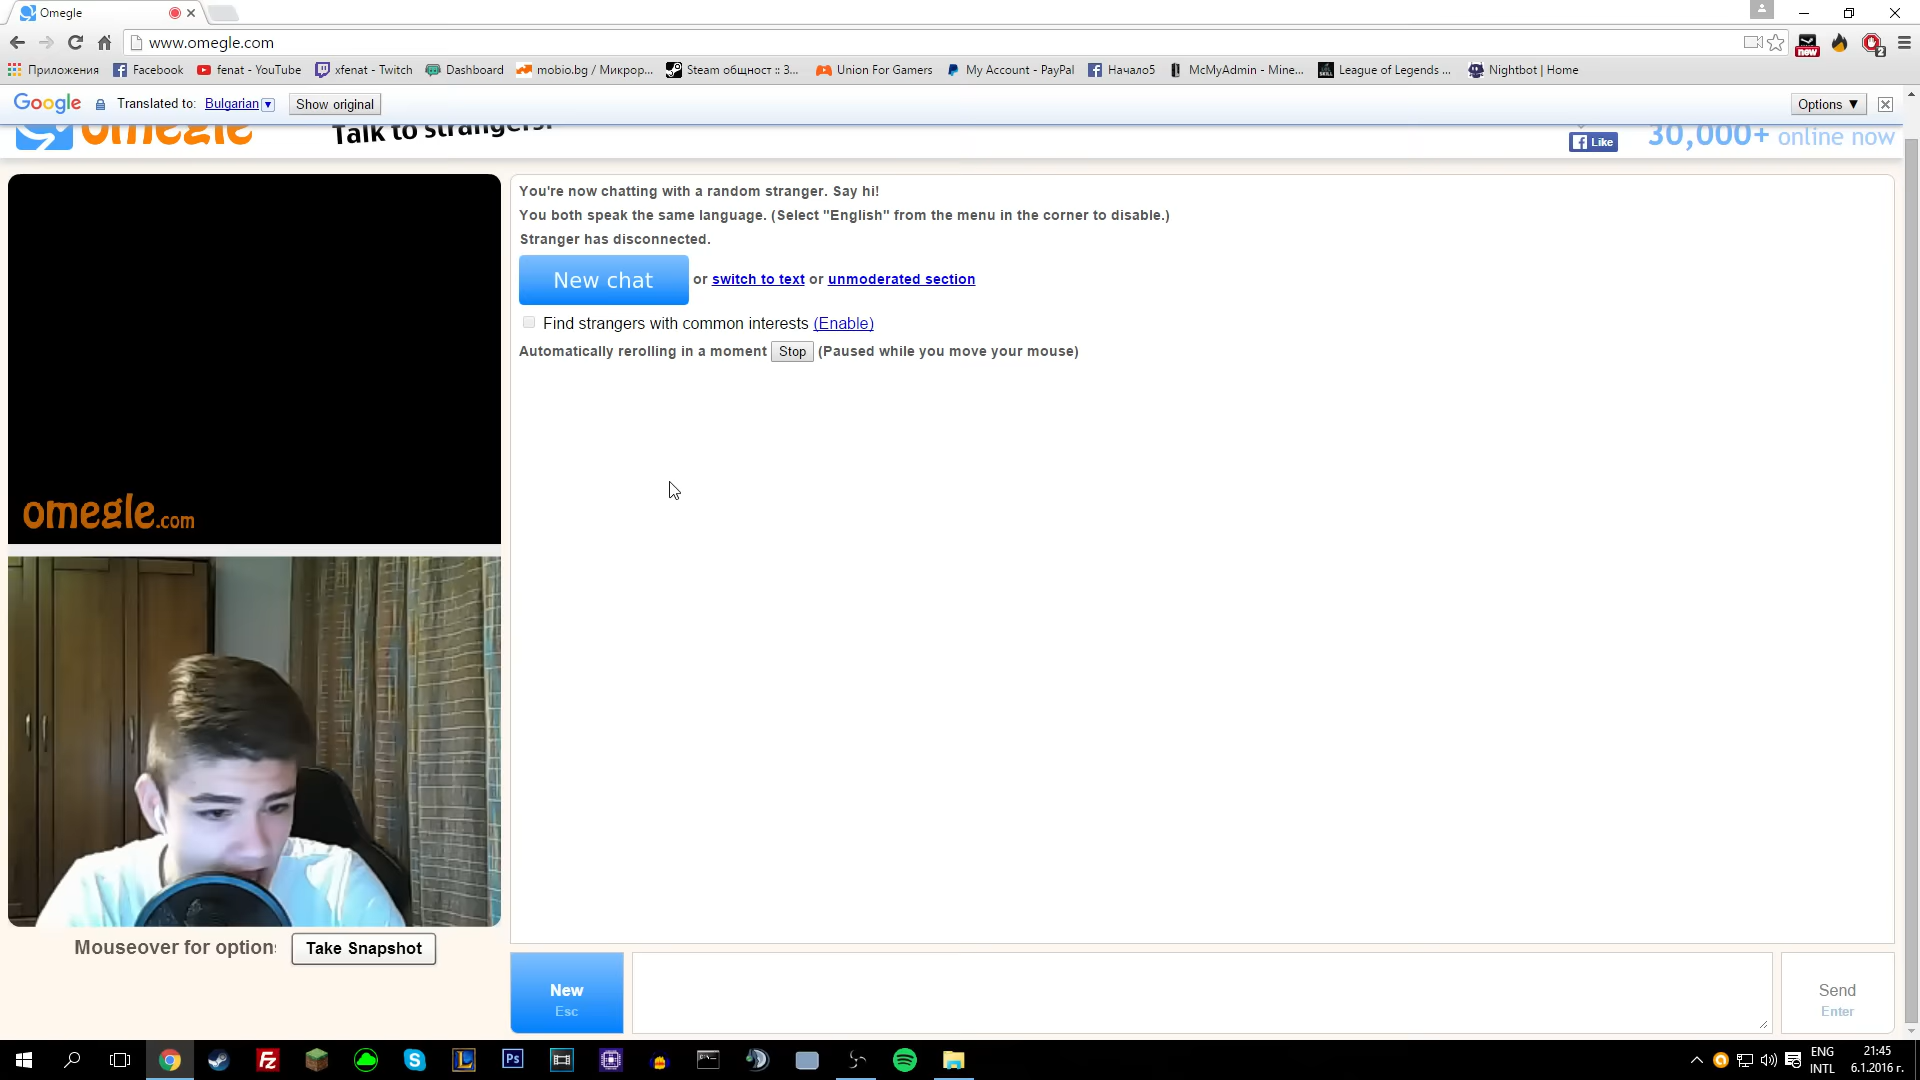 Omegle
www.omegle.com
new
2
Приложения
Facebook
fenat - YouTube
xfenat - Twitch
Dashboard
mobio.bg / Микрор...
Steam общност :: З...
Union For Gamers
My Account - PayPal
Начало5
McMyAdmin - Mine...
League of Legends ...
Nightbot | Home
Google Translated to: Bulgarian Show original
Options ▼
omegle
Talk to strangers!
Like
30,000+ online now
You're now chatting with a random stranger. Say hi!
You both speak the same language. (Select "English" from the menu in the corner to disable.)
Stranger has disconnected.
New chat or switch to text or unmoderated section
Find strangers with common interests (Enable)
Automatically rerolling in a moment Stop (Paused while you move your mouse)
omegle.com
Mouseover for option
Take Snapshot
New
Esc
Send
Enter
Fz
L
Ps
ENG
INTL
21:45
6.1.2016 г.